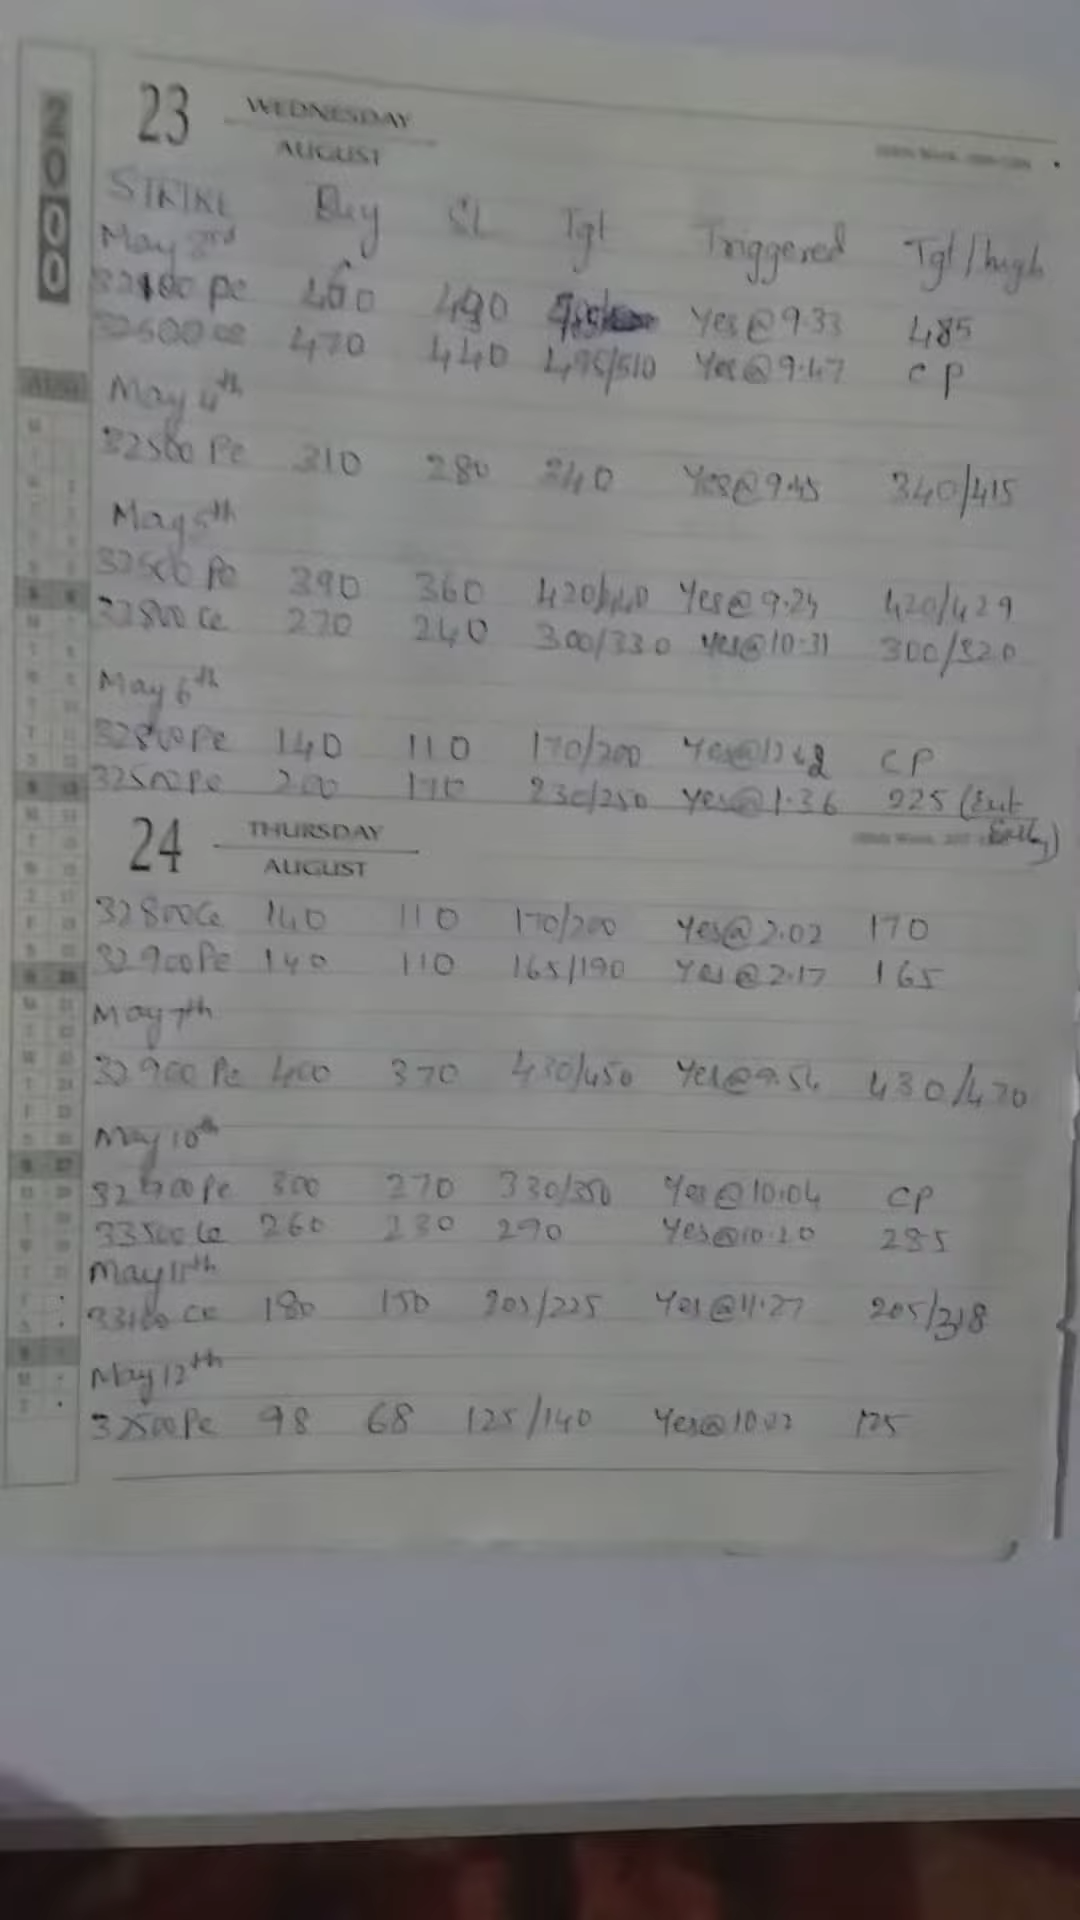 2000
23 WEDNESDAY
AUGUST
STRIKE Buy SL Tgt Triggered Tgt/high
May 3rd
pe 490 Yes@9.33 485
ce 470 440 495/510 Yes@9.47 CP
May 4th
32500 Pe 310 280 340 Yes@9.45 340/415
May 5th
32500 Pe 390 360 420/440 Yes@9.24 420/429
32800 Ce 270 240 300/330 Yes@10.31 300/320
May 6th
Pe 140 110 170/200 CP
32500 Pe 200 170 230/250 Yes@1.36 225 (Exit
Early)
24 THURSDAY
AUGUST
32800 Ce 140 110 170/200 Yes@2.02 170
32900 Pe 140 110 165/190 Yes@2.17 165
May 7th
32900 Pe 400 370 430/450 Yes@9.54 430/470
May 10th
32900 Pe 300 270 330/350 Yes@10.04 CP
33500 Ce 260 230 290 Yes@10.20 285
May 11th
33100 CE 180 150 205/225 Yes@11.27 205/318
May 12th
32500 Pe 98 68 125/140 125